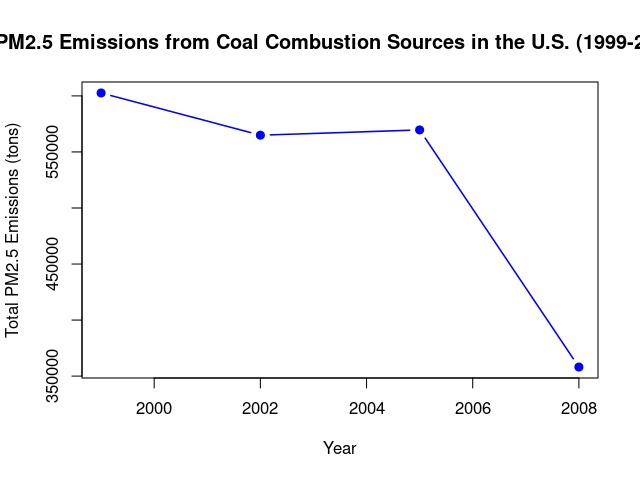 PM2.5 Emissions from Coal Combustion Sources in the U.S. (1999-2
Total PM2.5 Emissions (tons)
550000
450000
350000
2000 2002 2004 2006 2008
Year